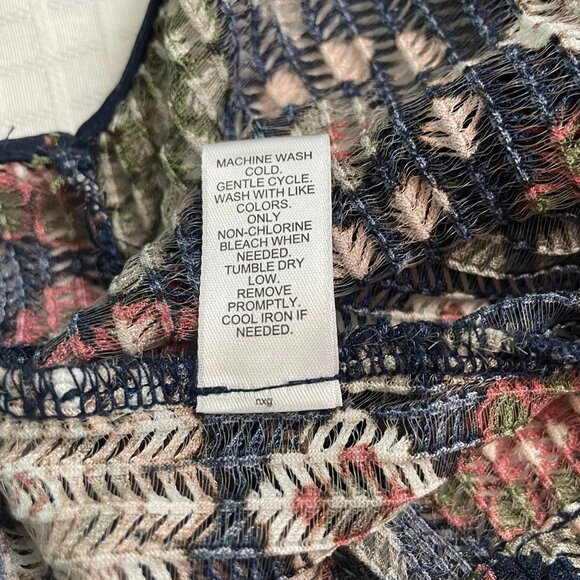 MACHINE WASH
COLD.
GENTLE CYCLE.
WASH WITH LIKE
COLORS.
ONLY
NON-CHLORINE
BLEACH WHEN
NEEDED.
TUMBLE DRY
LOW.
REMOVE
PROMPTLY.
COOL IRON IF
NEEDED.
nxg